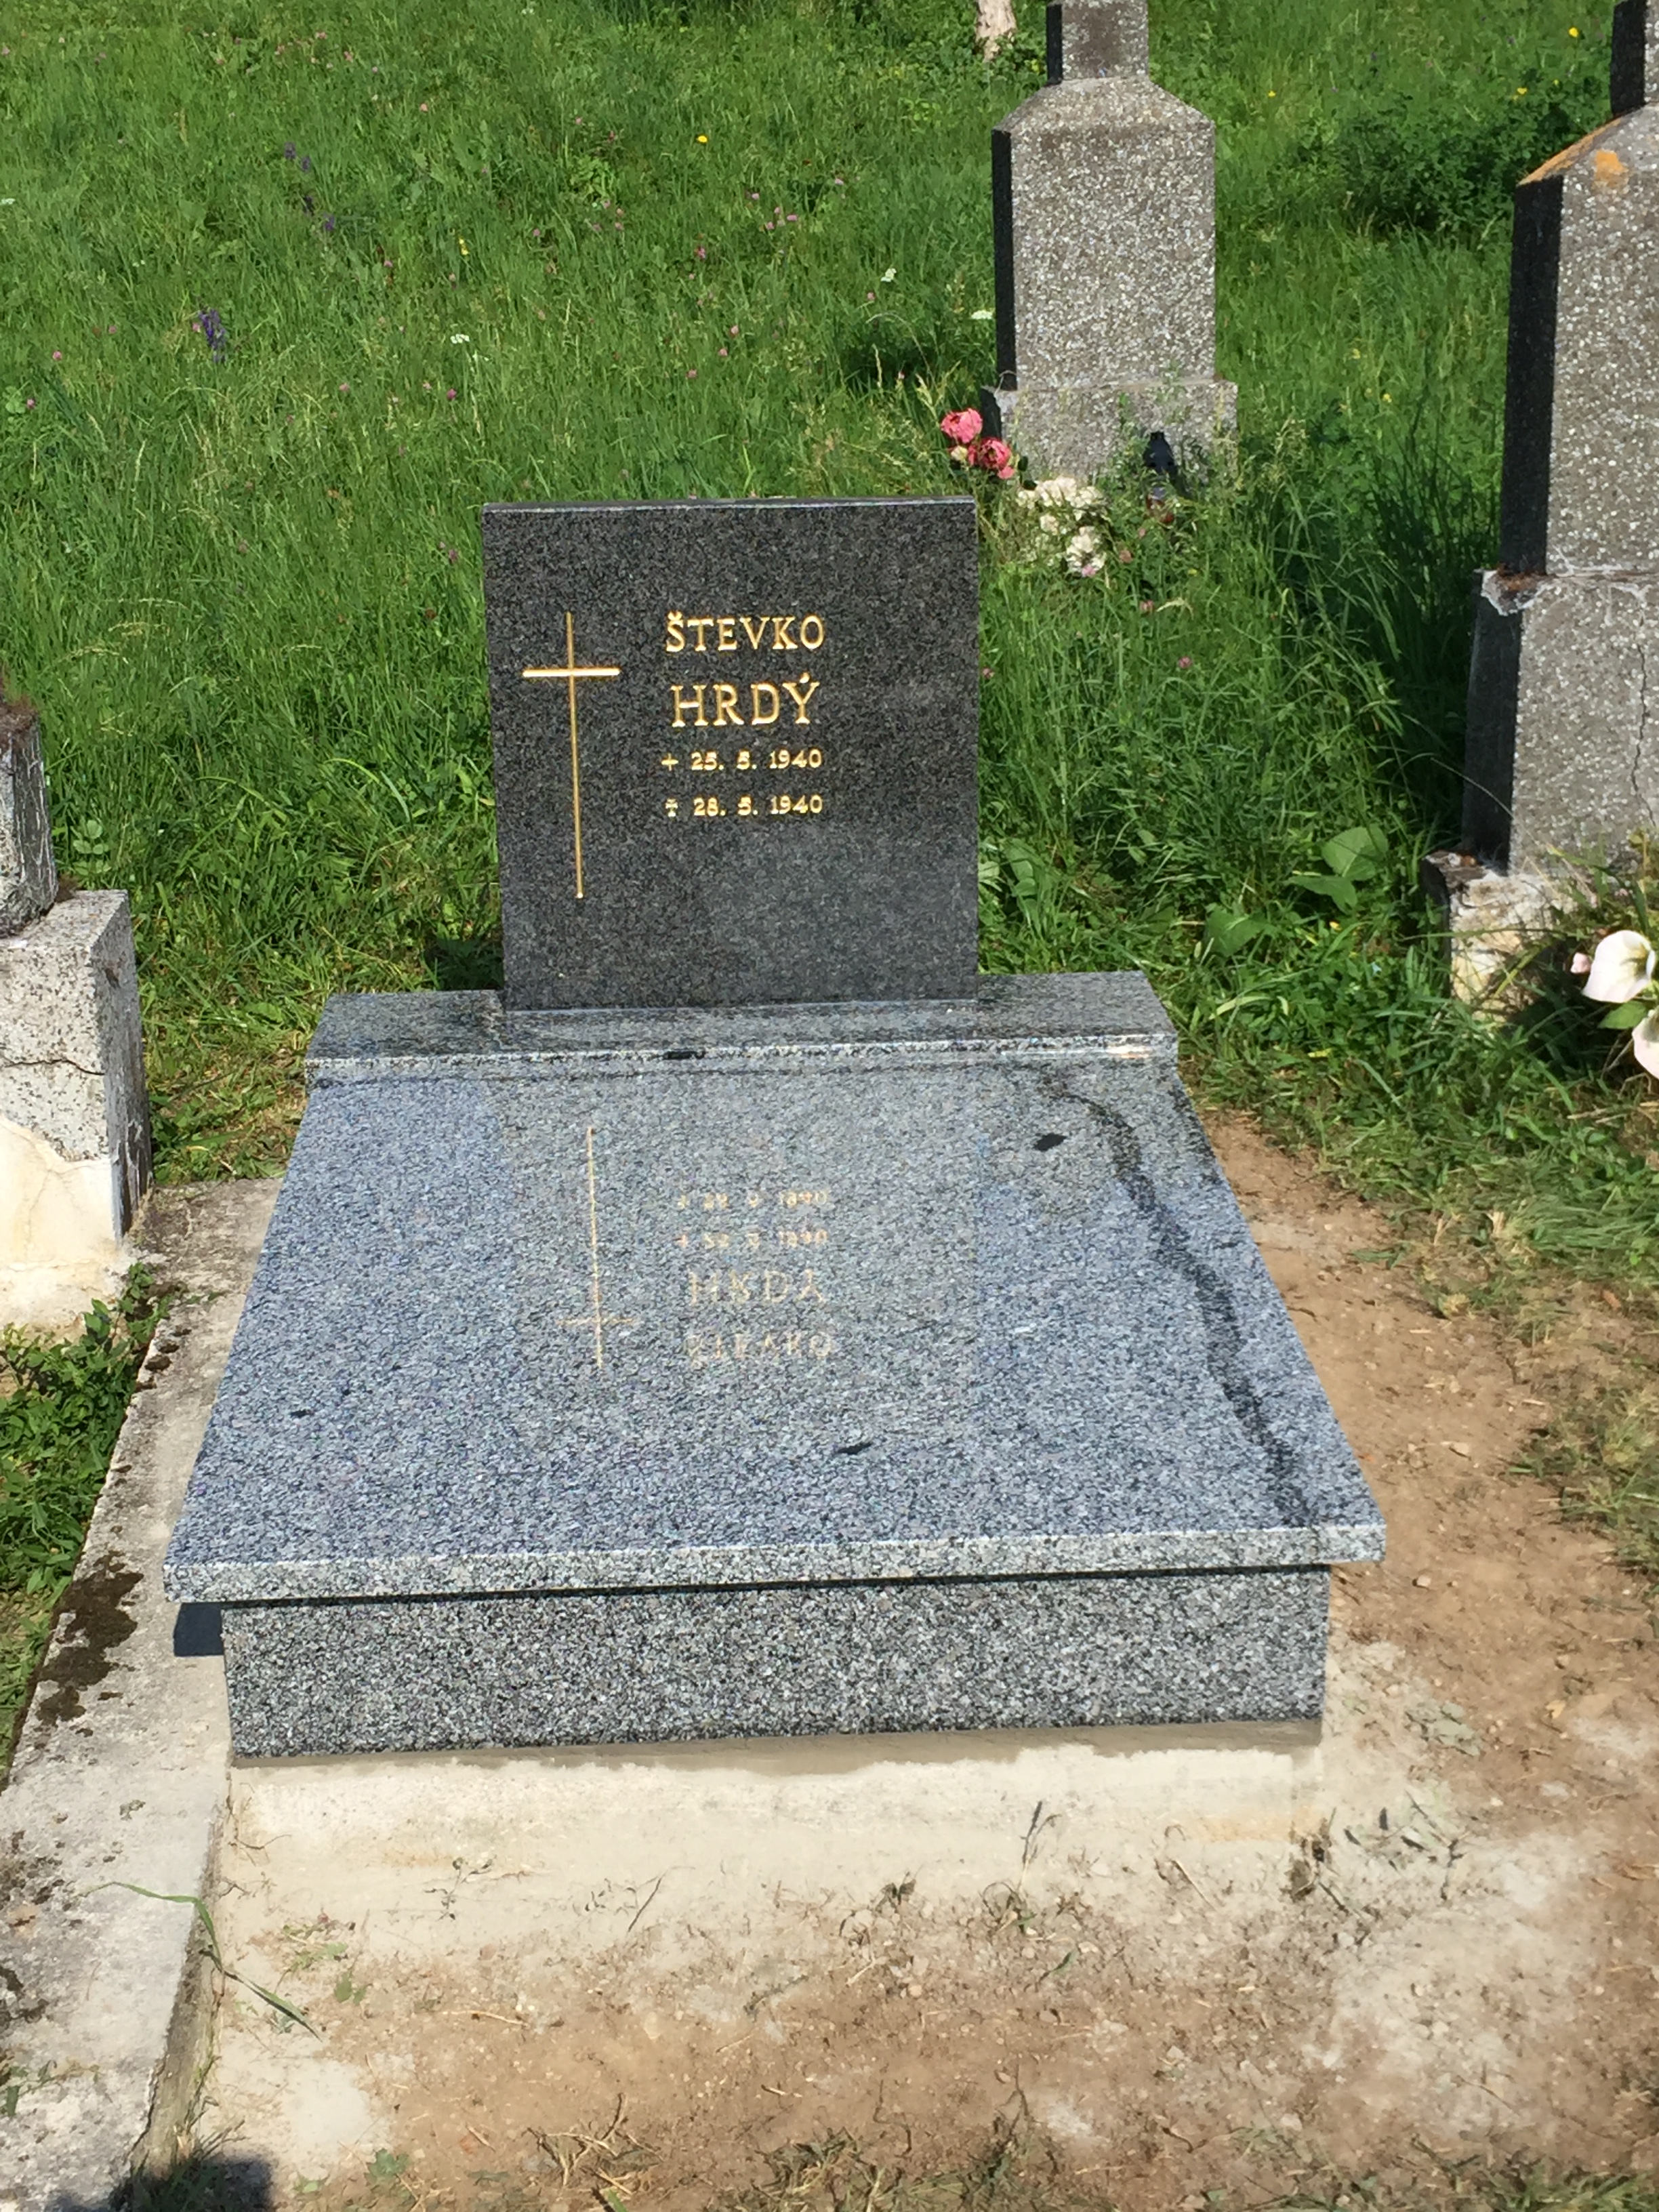 ŠTEVKO
HRDÝ
+ 25. 5. 1940
✝ 28. 5. 1940